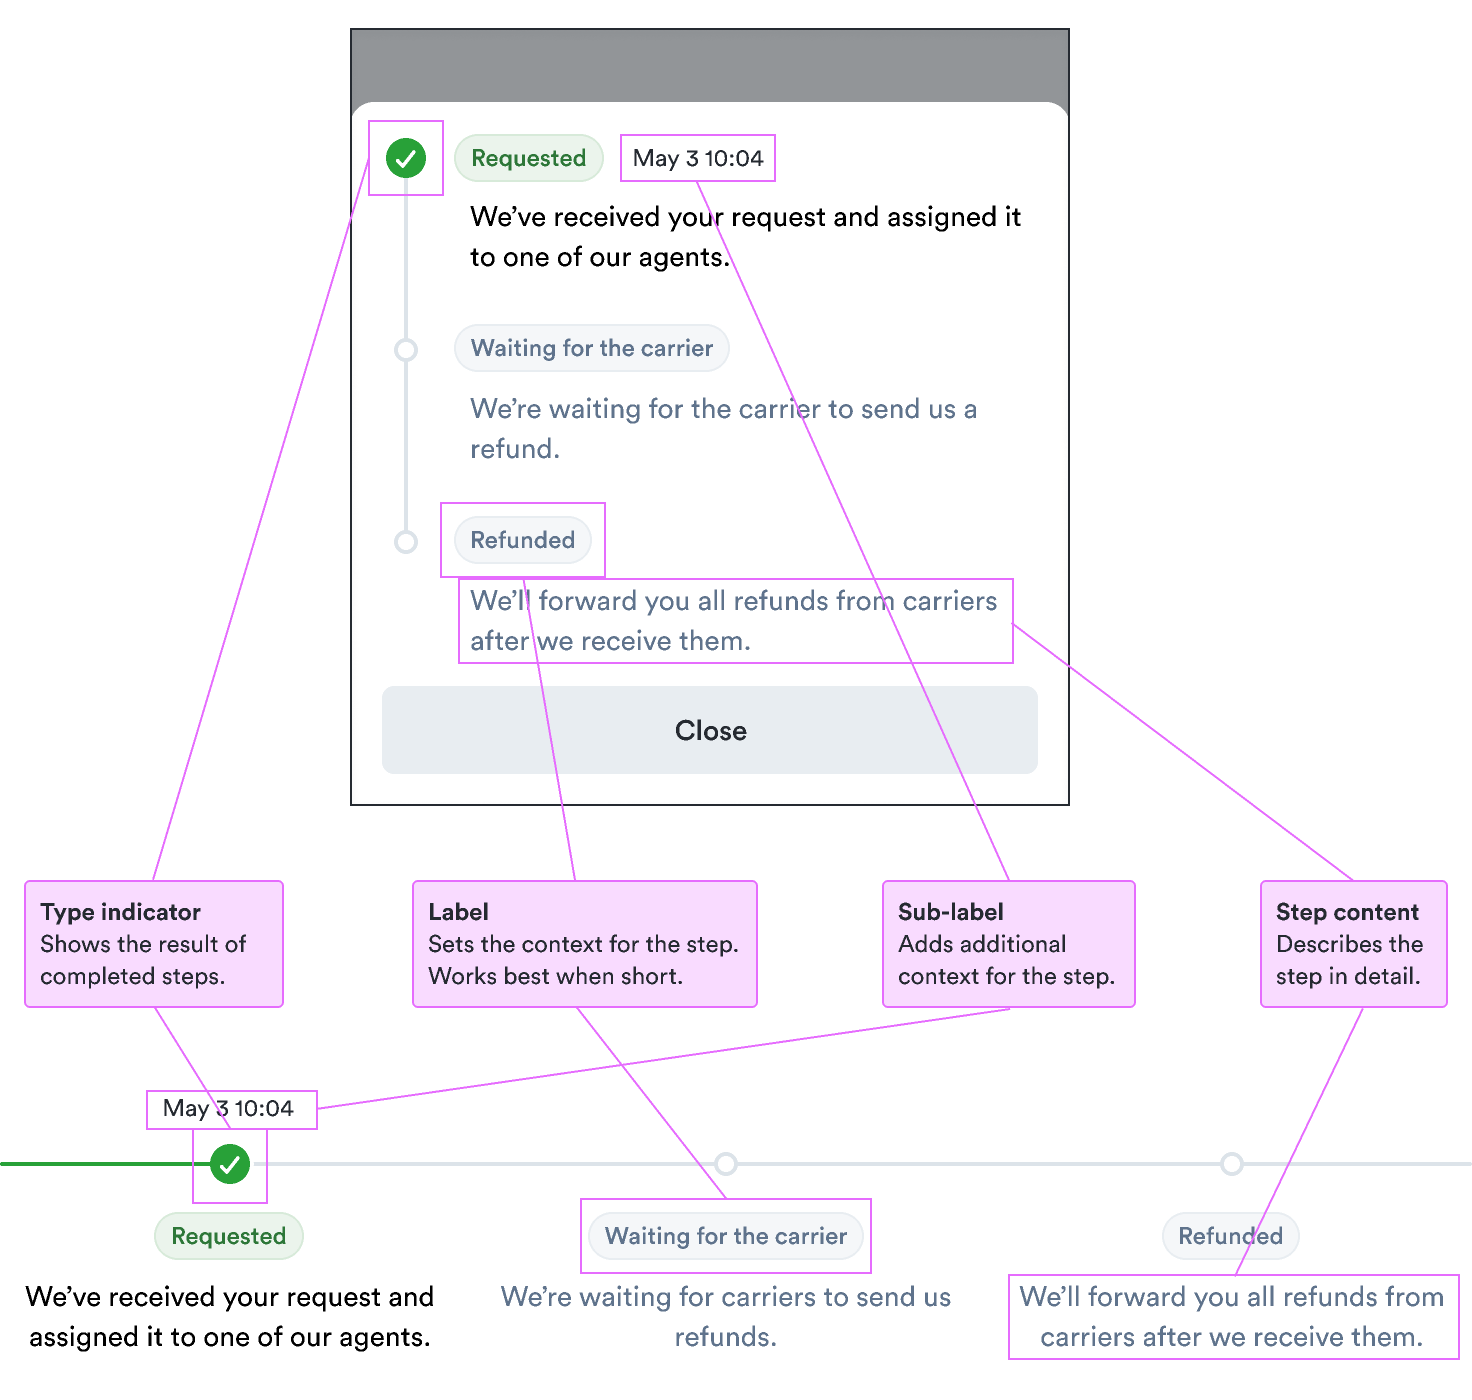 Requested
May 3 10:04
We’ve received your request and assigned it
to one of our agents.
Waiting for the carrier
We’re waiting for the carrier to send us a
refund.
Refunded
We’ll forward you all refunds from carriers
after we receive them.
Close
Type indicator
Shows the result of
completed steps.
Label
Sets the context for the step.
Works best when short.
Sub-label
Adds additional
context for the step.
Step content
Describes the
step in detail.
May 3 10:04
Requested
We’ve received your request and
assigned it to one of our agents.
Waiting for the carrier
We’re waiting for carriers to send us
refunds.
Refunded
We’ll forward you all refunds from
carriers after we receive them.